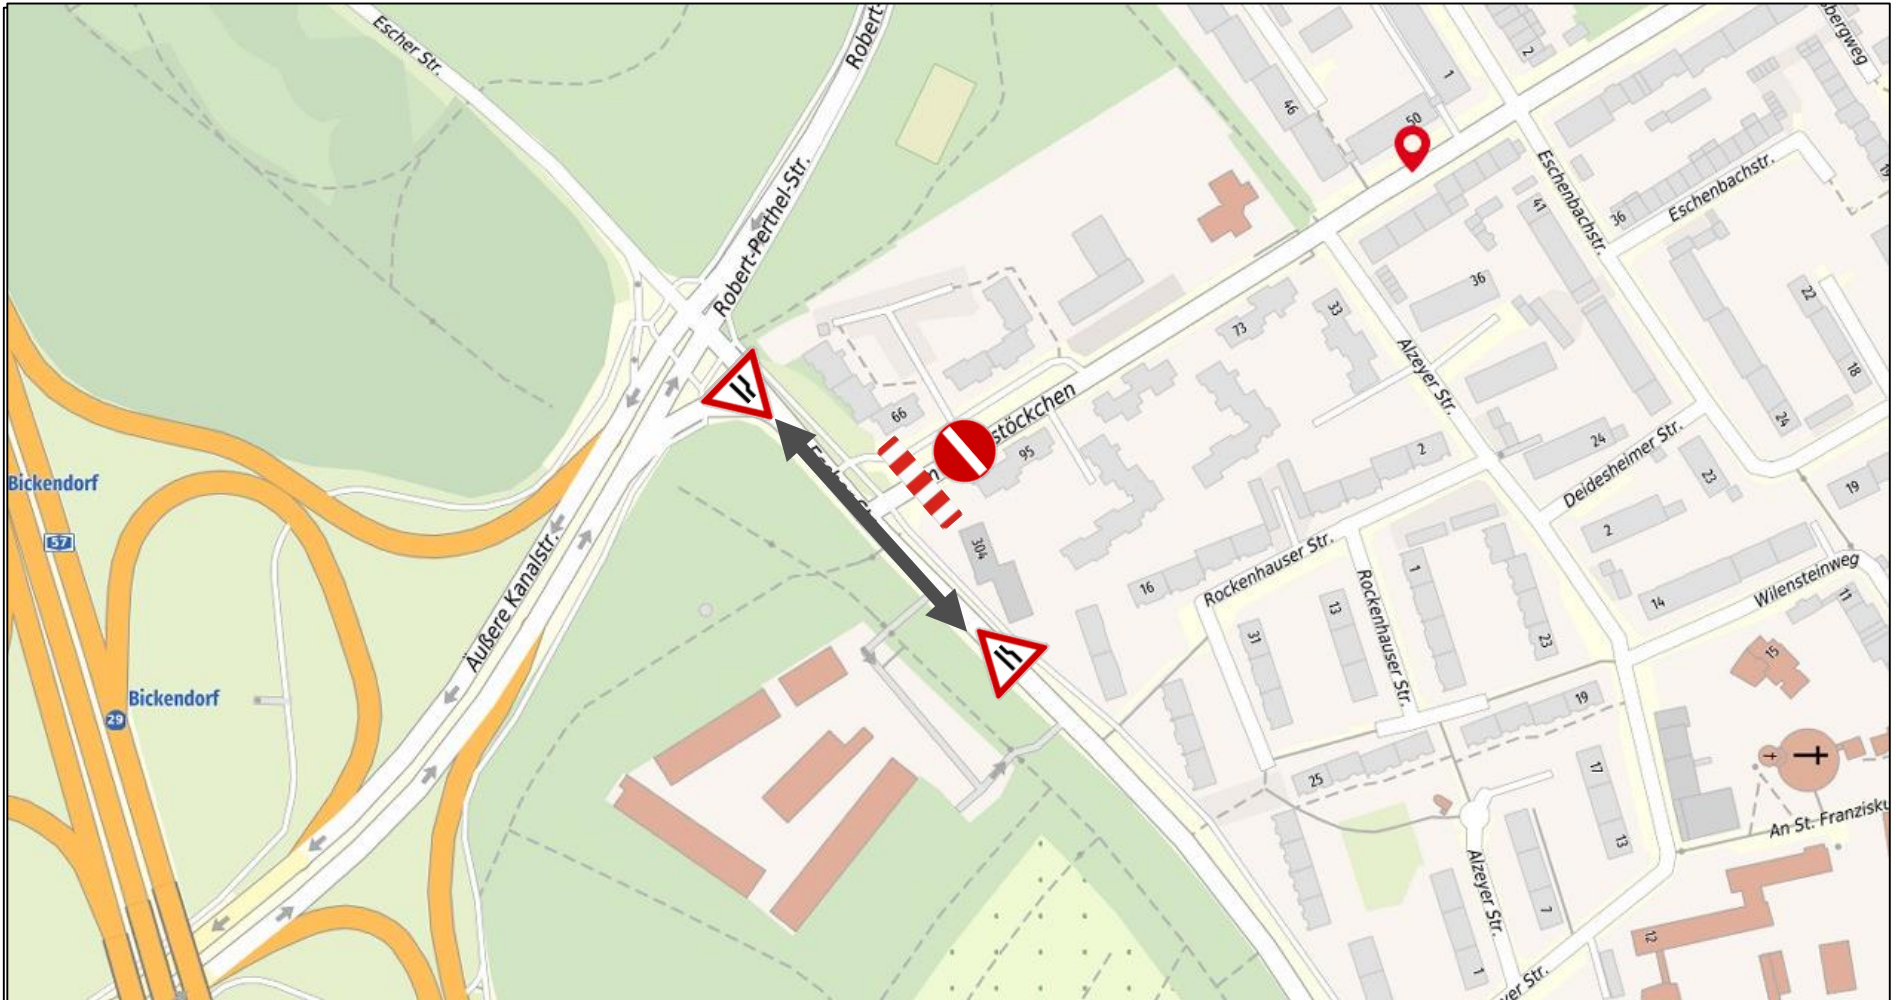 Escher Str.
Robert-
2
1
46
50
Robert-Perthel-Str.
Eschenbachstr.
Eschenbachstr.
41
36
36
22
18
24
73
33
Alzeyer Str.
66
stöckchen
95
2
24
Deidesheimer Str.
23
19
2
Bickendorf
57
304
Äußere Kanalstr.
16
Rockenhauser Str.
Rockenhauser Str.
1
13
31
23
14
Wilensteinweg
11
15
Bickendorf
29
19
25
17
13
An St. Franzisku
Alzeyer Str.
7
1
12
yer Str.